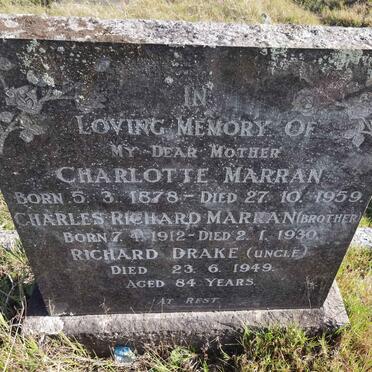 IN
LOVING MEMORY OF
MY DEAR MOTHER
CHARLOTTE MARRAN
BORN 5. 3. 1878 - DIED 27. 10. 1959.
CHARLES RICHARD MARRAN (BROTHER)
BORN 7. 4. 1912 - DIED 2. 1. 1930.
RICHARD DRAKE (UNCLE)
DIED 23. 6. 1949.
AGED 84 YEARS.
AT REST